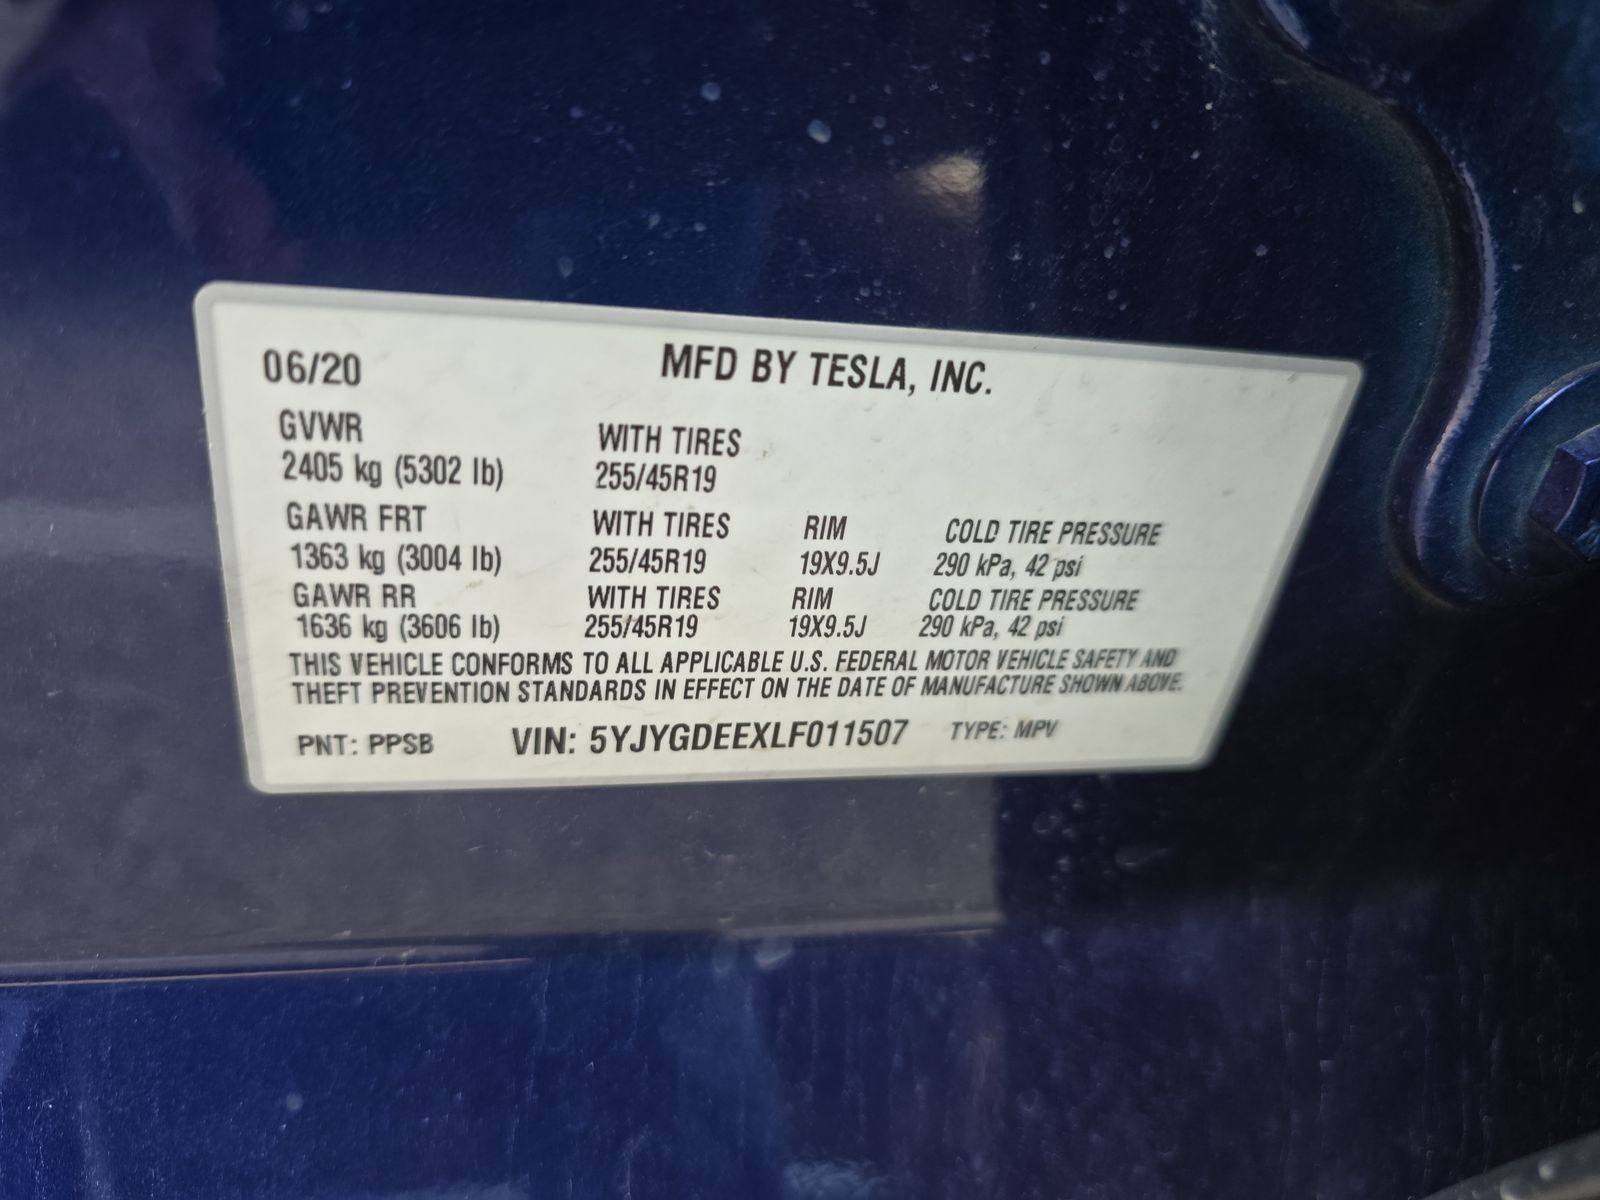 06/20 MFD BY TESLA, INC.
GVWR WITH TIRES
2405 kg (5302 lb) 255/45R19
GAWR FRT WITH TIRES RIM COLD TIRE PRESSURE
1363 kg (3004 lb) 255/45R19 19X9.5J 290 kPa, 42 psi
GAWR RR WITH TIRES RIM COLD TIRE PRESSURE
1636 kg (3606 lb) 255/45R19 19X9.5J 290 kPa, 42 psi
THIS VEHICLE CONFORMS TO ALL APPLICABLE U.S. FEDERAL MOTOR VEHICLE SAFETY AND
THEFT PREVENTION STANDARDS IN EFFECT ON THE DATE OF MANUFACTURE SHOWN ABOVE.
PNT: PPSB VIN: 5YJYGDEEXLF011507 TYPE: MPV